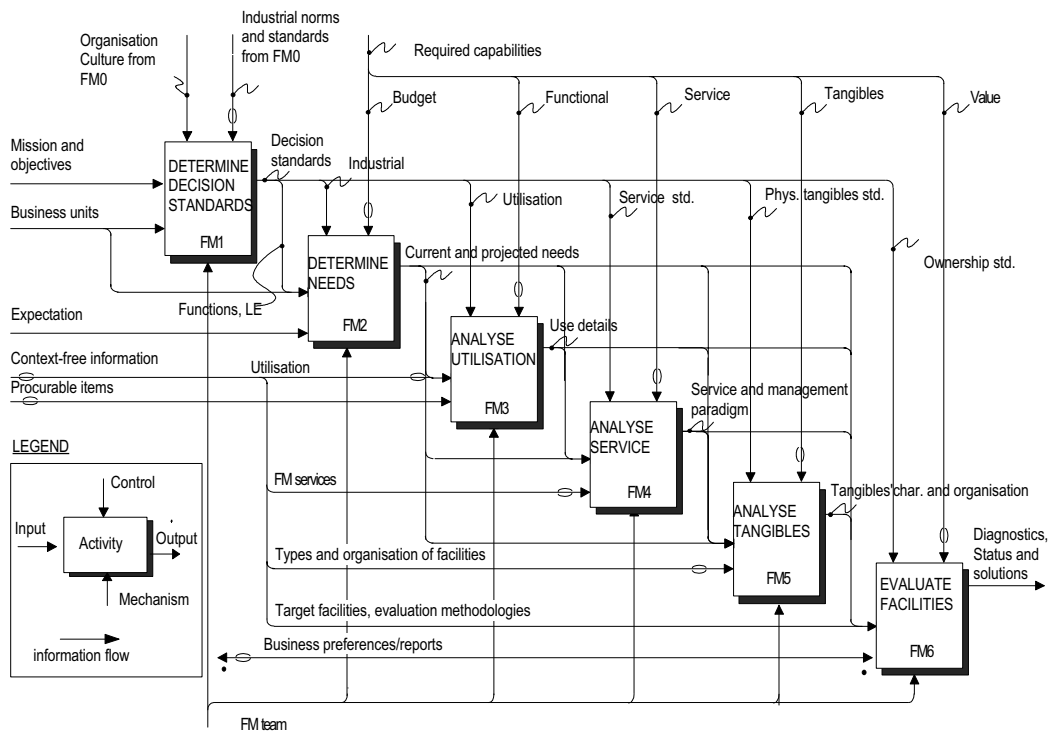 Organisation
Culture from
FM0
Industrial norms
and standards
from FM0
Required capabilities
Budget
Functional
Service
Tangibles
Value
Mission and
objectives
DETERMINE
DECISION
STANDARDS
FM1
Decision
standards
Industrial
Utilisation
Service std.
Phys. tangibles std.
Ownership std.
Business units
DETERMINE
NEEDS
FM2
Current and projected needs
Functions, LE
Expectation
ANALYSE
UTILISATION
FM3
Use details
Context-free information
Utilisation
Procurable items
ANALYSE
SERVICE
FM4
Service and management
paradigm
LEGEND
Control
Input
Activity
Output
Mechanism
information flow
FM services
ANALYSE
TANGIBLES
FM5
Tangibles'char. and organisation
Types and organisation of facilities
EVALUATE
FACILITIES
FM6
Diagnostics,
Status and
solutions
Target facilities, evaluation methodologies
Business preferences/reports
FM team